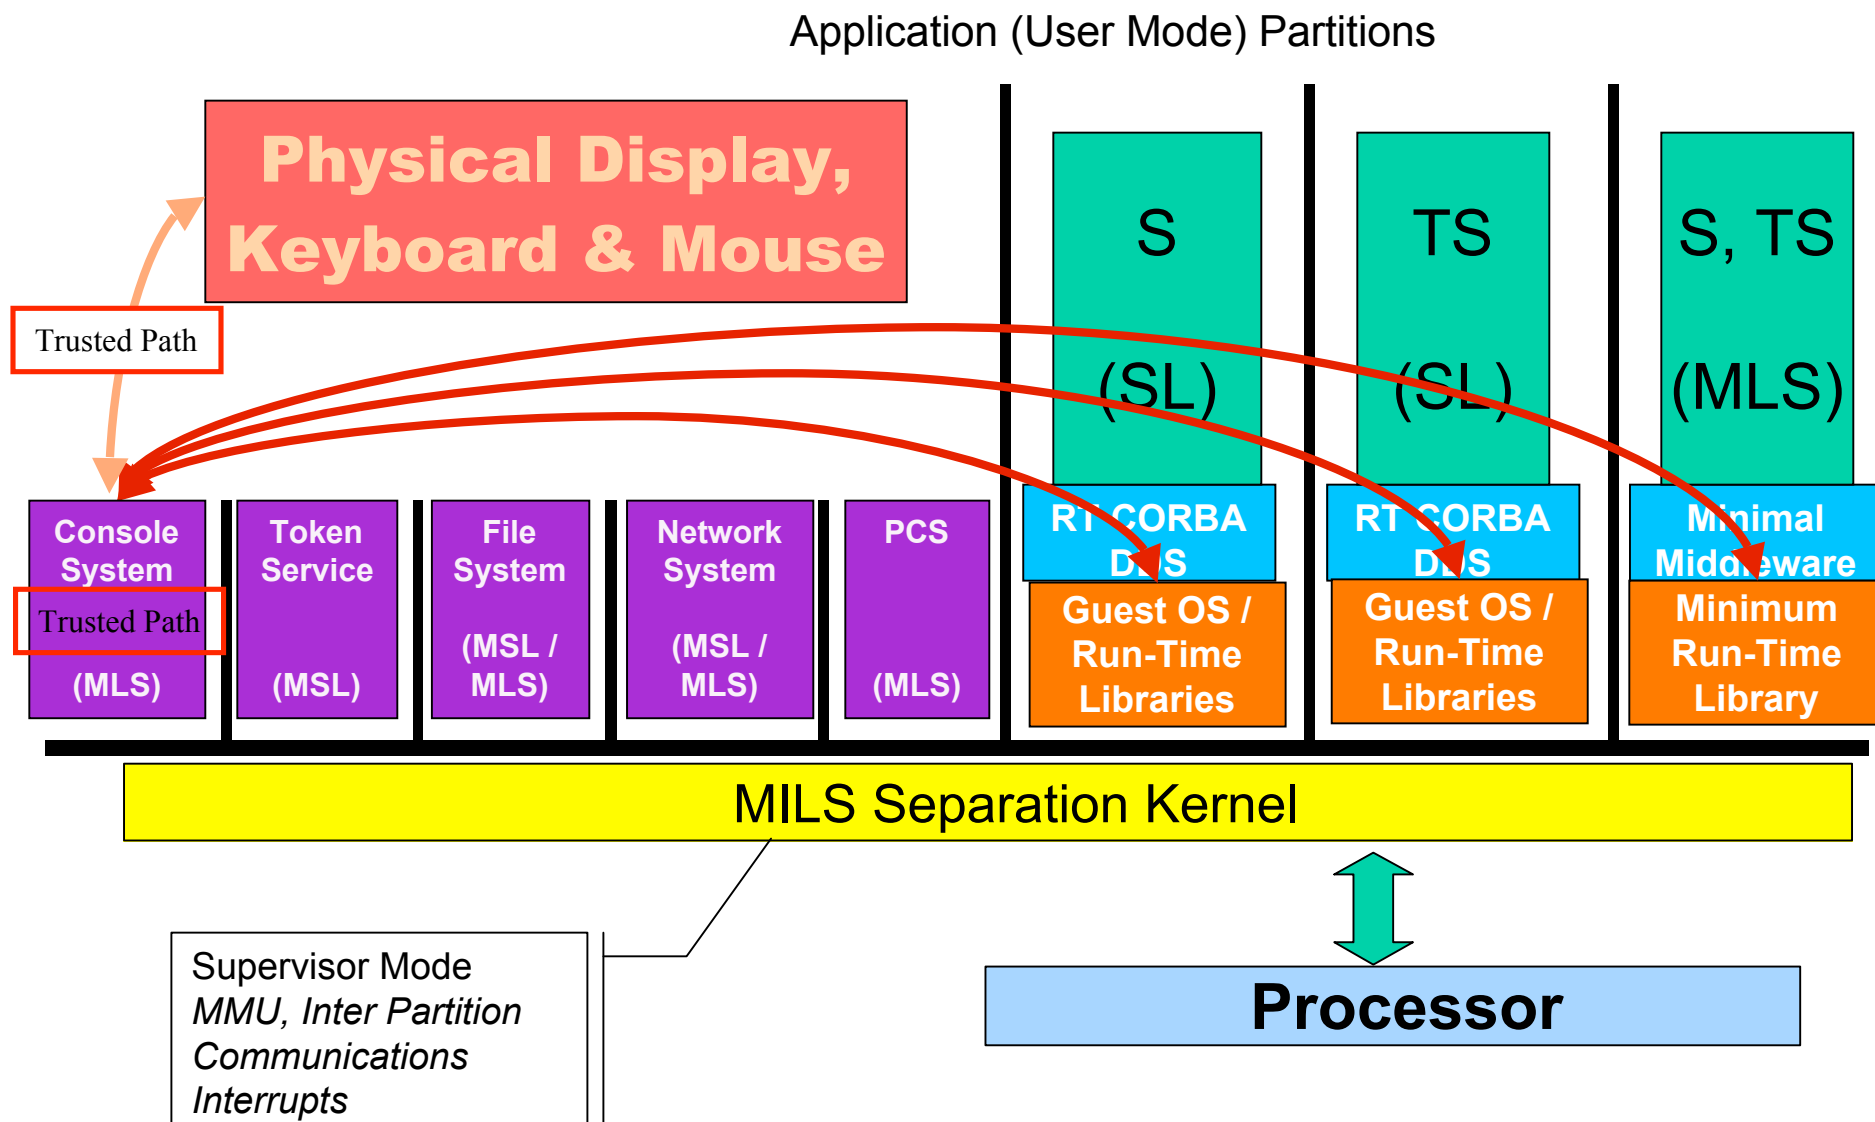 Application (User Mode) Partitions
Physical Display,
Keyboard & Mouse
Trusted Path
S
(SL)
TS
(SL)
S, TS
(MLS)
Console
System
Trusted Path
(MLS)
Token
Service
(MSL)
File
System
(MSL /
MLS)
Network
System
(MSL /
MLS)
PCS
(MLS)
RT CORBA
DDS
Guest OS /
Run-Time
Libraries
RT CORBA
DDS
Guest OS /
Run-Time
Libraries
Minimal
Middleware
Minimum
Run-Time
Library
MILS Separation Kernel
Supervisor Mode
MMU, Inter Partition
Communications
Interrupts
Processor